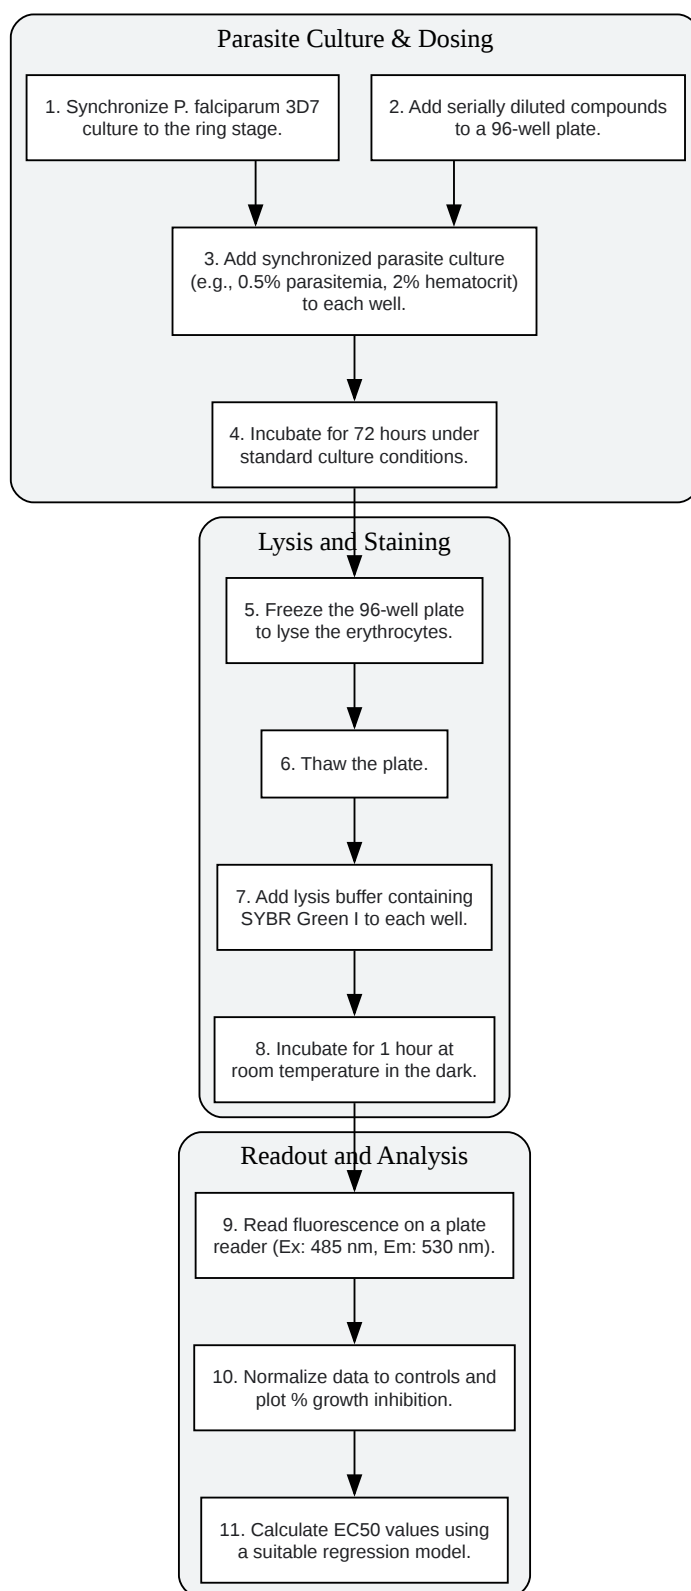 Parasite Culture & Dosing
1. Synchronize P. falciparum 3D7
culture to the ring stage.
2. Add serially diluted compounds
to a 96-well plate.
3. Add synchronized parasite culture
(e.g., 0.5% parasitemia, 2% hematocrit)
to each well.
4. Incubate for 72 hours under
standard culture conditions.
Lysis and Staining
5. Freeze the 96-well plate
to lyse the erythrocytes.
6. Thaw the plate.
7. Add lysis buffer containing
SYBR Green I to each well.
8. Incubate for 1 hour at
room temperature in the dark.
Readout and Analysis
9. Read fluorescence on a plate
reader (Ex: 485 nm, Em: 530 nm).
10. Normalize data to controls and
plot % growth inhibition.
11. Calculate EC50 values using
a suitable regression model.